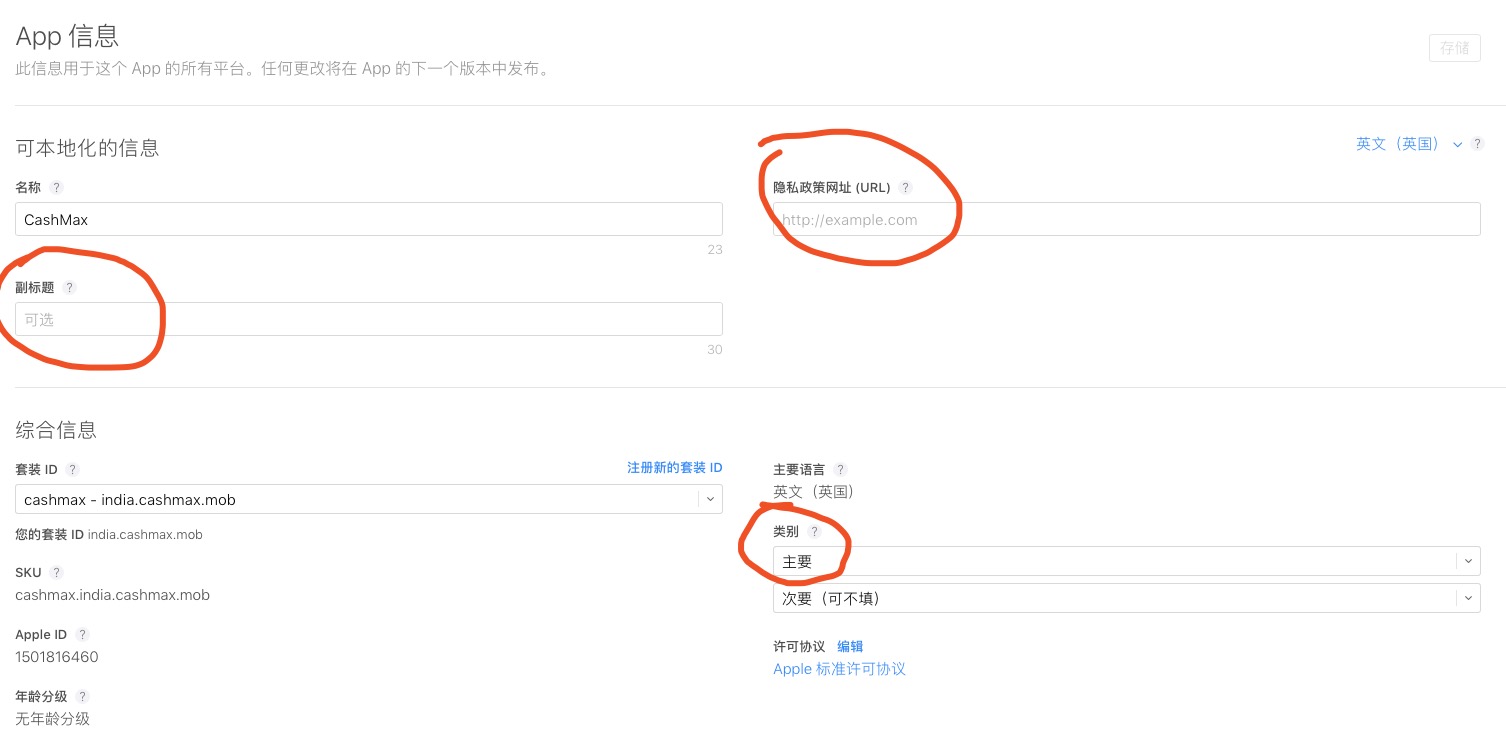 App 信息
存储
此信息用于这个 App 的所有平台。任何更改将在 App 的下一个版本中发布。
可本地化的信息
英文（英国） ?
名称 ?
CashMax
23
隐私政策网址 (URL) ?
http://example.com
副标题 ?
可选
30
综合信息
套装 ID ?
注册新的套装 ID
cashmax - india.cashmax.mob
您的套装 ID india.cashmax.mob
SKU ?
cashmax.india.cashmax.mob
Apple ID ?
1501816460
年龄分级 ?
无年龄分级
主要语言 ?
英文（英国）
类别 ?
主要
次要（可不填）
许可协议 编辑
Apple 标准许可协议